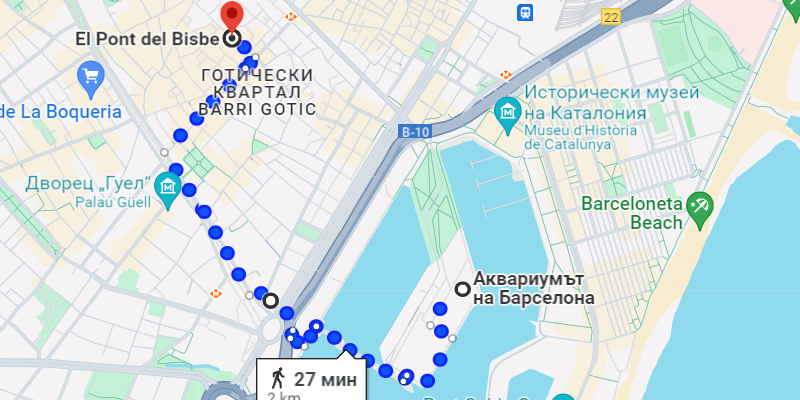 22
El Pont del Bisbe
ГОТИЧЕСКИ
КВАРТАЛ
BARRI GOTIC
de La Boqueria
B-10
Исторически музей
на Каталония
Museu d'Història
de Catalunya
Дворец „Гуел“
Palau Güell
Barceloneta
Beach
Аквариумът
на Барселона
27 мин
2 km